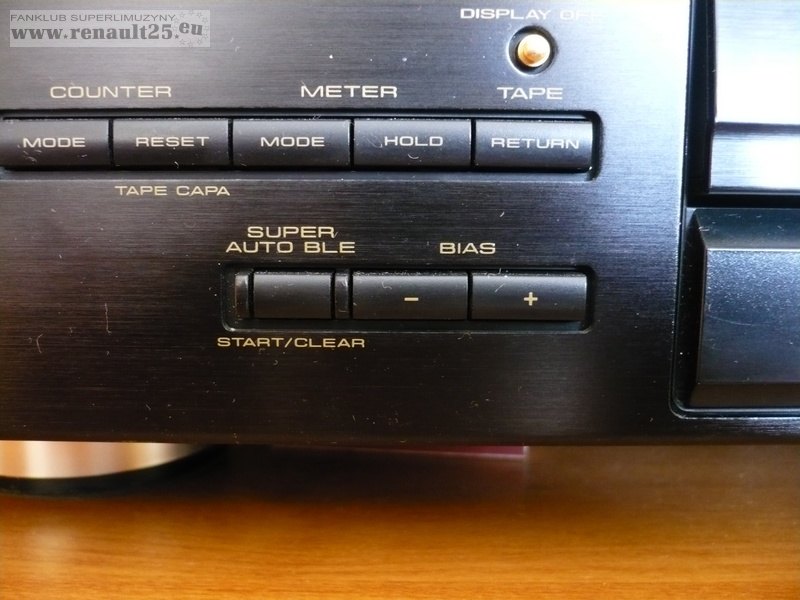 FANKLUB SUPERLIMUZYNY
www.renault25.eu
DISPLAY OF
COUNTER METER TAPE
MODE RESET MODE HOLD RETURN
TAPE CAPA
SUPER
AUTO BLE BIAS
− +
START/CLEAR